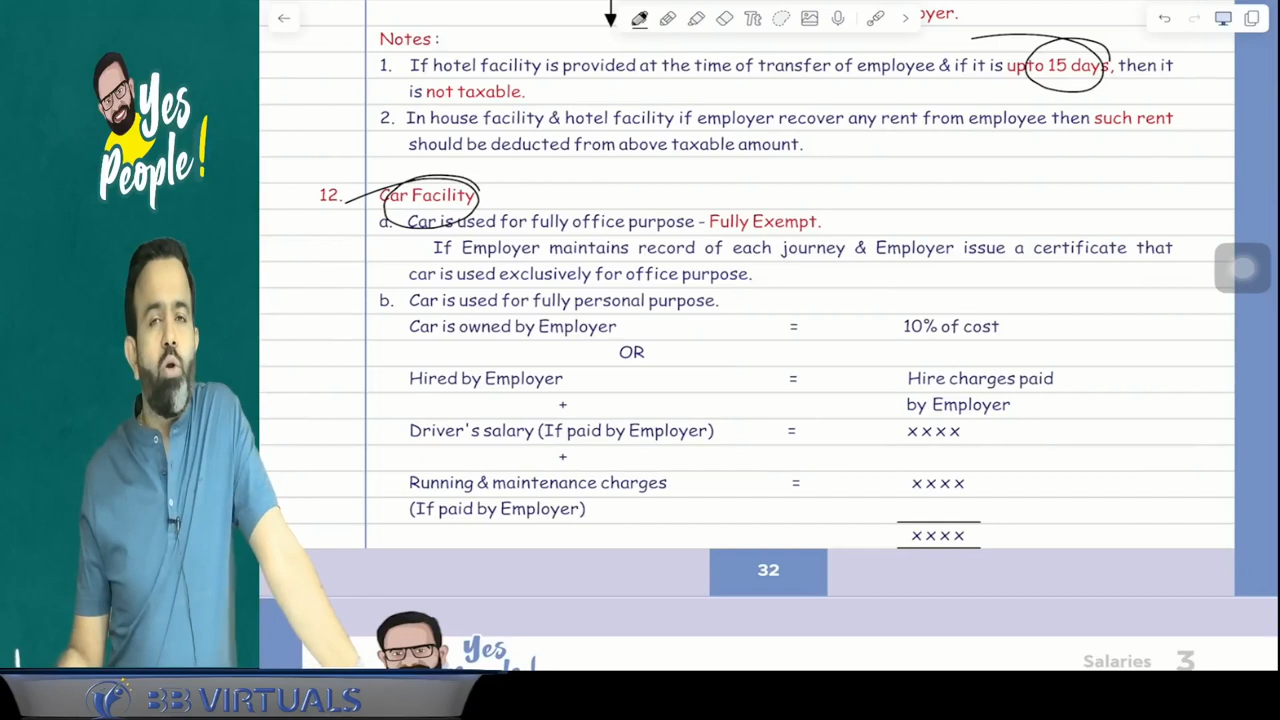 oyer.
Tt
Notes :
1. If hotel facility is provided at the time of transfer of employee & if it is upto 15 days, then it
is not taxable.
2. In house facility & hotel facility if employer recover any rent from employee then such rent
should be deducted from above taxable amount.
12. Car Facility
a. Car is used for fully office purpose - Fully Exempt.
If Employer maintains record of each journey & Employer issue a certificate that
car is used exclusively for office purpose.
b. Car is used for fully personal purpose.
Car is owned by Employer = 10% of cost
OR
Hired by Employer = Hire charges paid
+ by Employer
Driver's salary (If paid by Employer) = xxxx
+
Running & maintenance charges = xxxx
(If paid by Employer)
xxxx
32
Yes
Salaries 3
Yes
People!
BB VIRTUALS